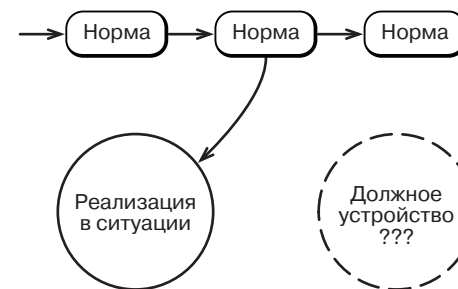 Норма Норма Норма
Реализация
в ситуации
Должное
устройство
???